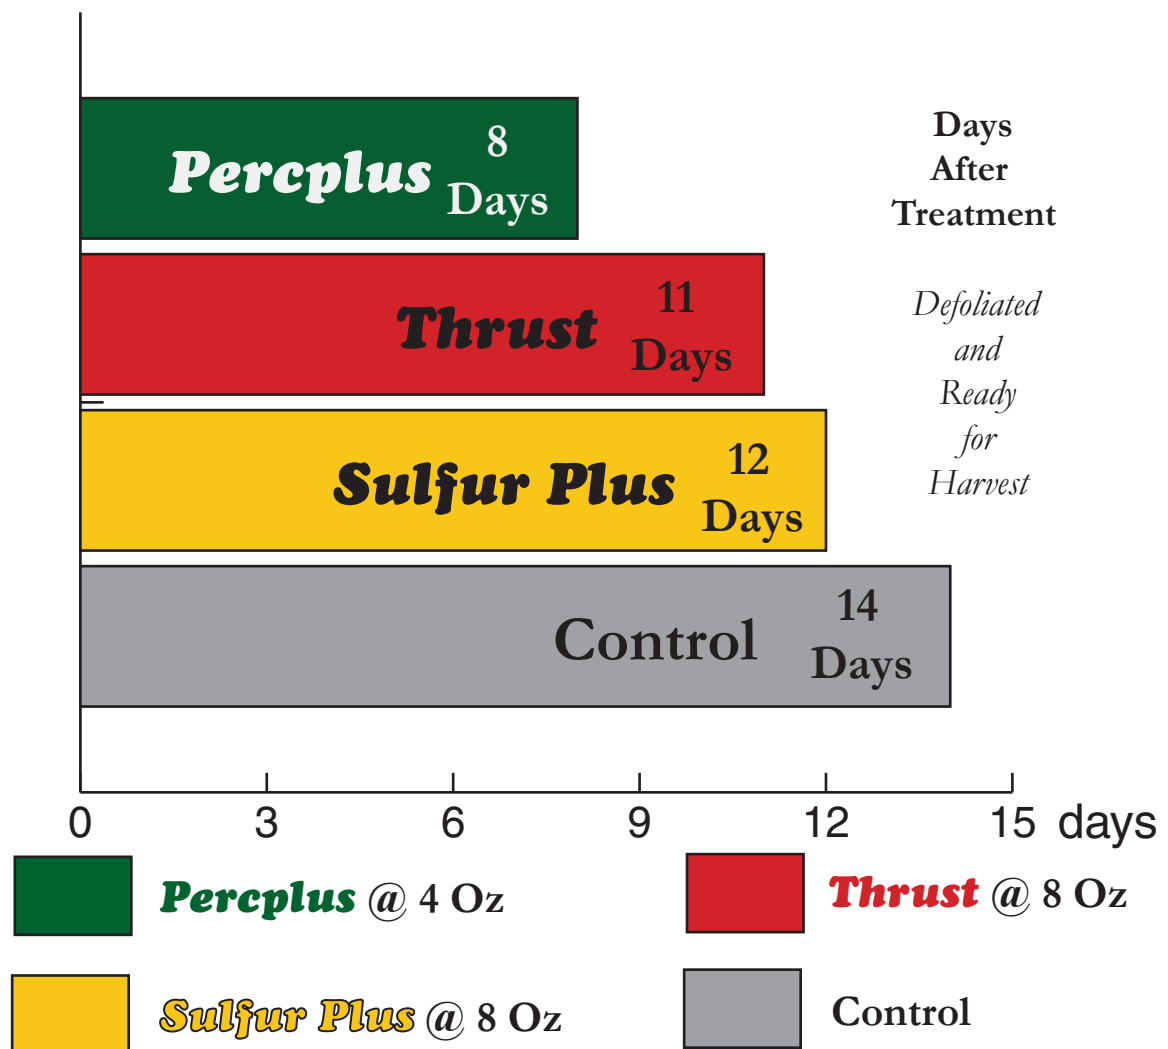 Percplus
8
Days
Days
After
Treatment
Thrust
11
Days
Defoliated
and
Ready
for
Harvest
Sulfur Plus
12
Days
Control
14
Days
0 3 6 9 12 15 days
Percplus @ 4 Oz
Thrust @ 8 Oz
Sulfur Plus @ 8 Oz
Control